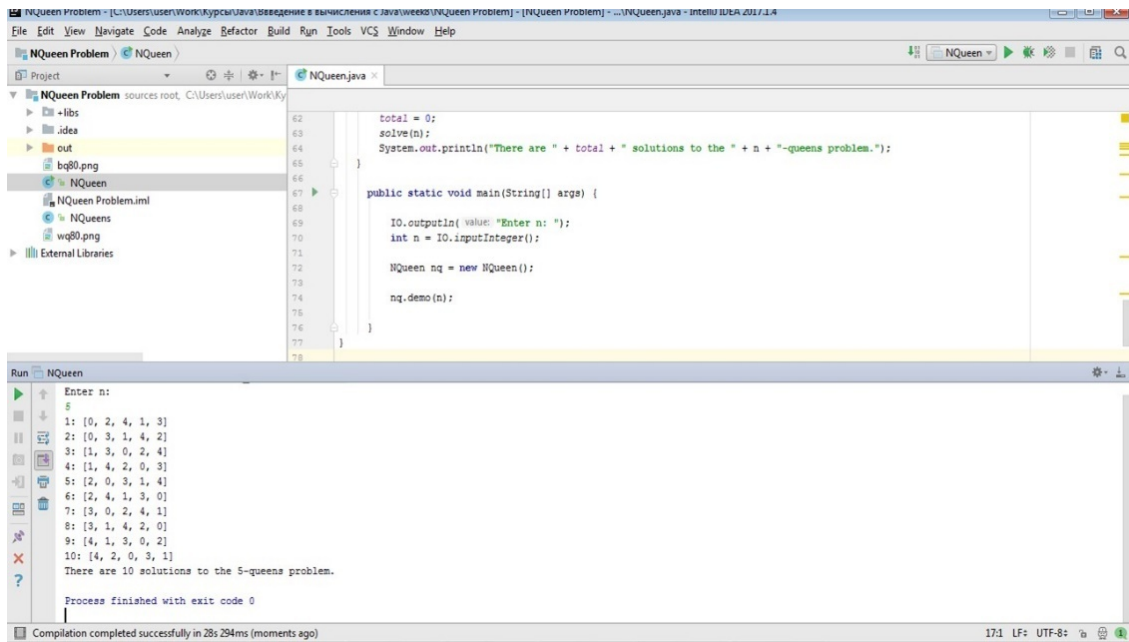 NQueen Problem - [C:\Users\user\Work\Курсы\Java\Введение в вычисления с Java\week8\NQueen Problem] - [NQueen Problem] - ...\NQueen.java - IntelliJ IDEA 2017.1.4
File Edit View Navigate Code Analyze Refactor Build Run Tools VCS Window Help
NQueen Problem NQueen NQueen
Project NQueen.java
NQueen Problem sources root, C:\Users\user\Work\Ky
+libs
.idea
out
bq80.png
NQueen
NQueen Problem.iml
NQueens
wq80.png
External Libraries
62 total = 0;
63 solve(n);
64 System.out.println("There are " + total + " solutions to the " + n + "-queens problem.");
65 }
66
67 public static void main(String[] args) {
68
69 IO.outputln( value: "Enter n: ");
70 int n = IO.inputInteger();
71
72 NQueen nq = new NQueen();
73
74 nq.demo(n);
75
76 }
77 }
78
Run NQueen
Enter n:
5
1: [0, 2, 4, 1, 3]
2: [0, 3, 1, 4, 2]
3: [1, 3, 0, 2, 4]
4: [1, 4, 2, 0, 3]
5: [2, 0, 3, 1, 4]
6: [2, 4, 1, 3, 0]
7: [3, 0, 2, 4, 1]
8: [3, 1, 4, 2, 0]
9: [4, 1, 3, 0, 2]
10: [4, 2, 0, 3, 1]
There are 10 solutions to the 5-queens problem.
Process finished with exit code 0
Compilation completed successfully in 28s 294ms (moments ago) 17:1 LF UTF-8 1